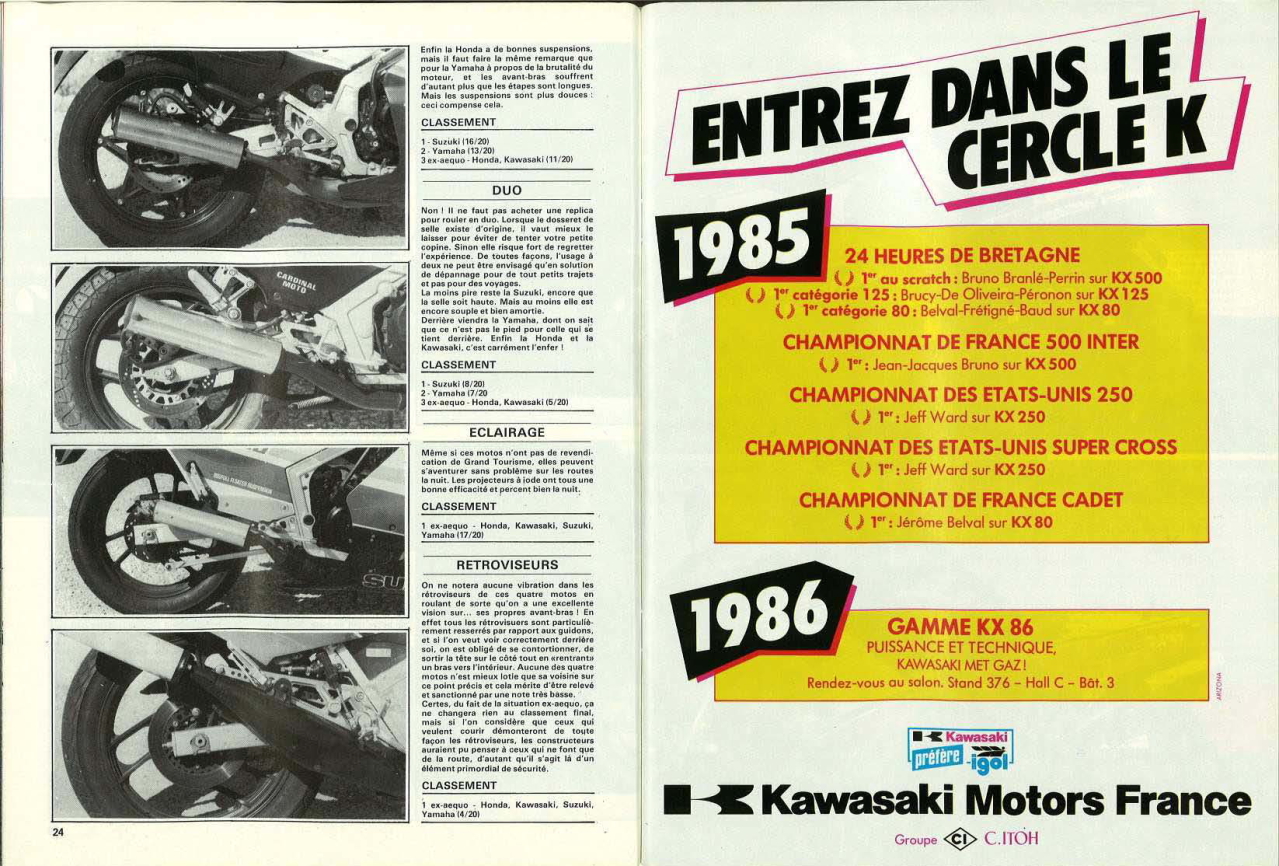 CARDINAL
MOTO
SU
Enfin la Honda a de bonnes suspensions,
mais il faut faire la même remarque que
pour la Yamaha à propos de la brutalité du
moteur, et les avant-bras souffrent
d'autant plus que les étapes sont longues.
Mais les suspensions sont plus douces :
ceci compense cela.
CLASSEMENT
1 - Suzuki (16/20)
2 - Yamaha (13/20)
3 ex-aequo - Honda, Kawasaki (11/20)
DUO
Non ! Il ne faut pas acheter une replica
pour rouler en duo. Lorsque le dosseret de
selle existe d'origine, il vaut mieux le
laisser pour éviter de tenter votre petite
copine. Sinon elle risque fort de regretter
l'expérience. De toutes façons, l'usage à
deux ne peut être envisagé qu'en solution
de dépannage pour de tout petits trajets
et pas pour des voyages.
La moins pire reste la Suzuki, encore que
la selle soit haute. Mais au moins elle est
encore souple et bien amortie.
Derrière viendra la Yamaha, dont on sait
que ce n'est pas le pied pour celle qui se
tient derrière. Enfin la Honda et la
Kawasaki, c'est carrément l'enfer !
CLASSEMENT
1 - Suzuki (8/20)
2 - Yamaha (7/20
3 ex-aequo - Honda, Kawasaki (5/20)
ECLAIRAGE
Même si ces motos n'ont pas de revendi-
cation de Grand Tourisme, elles peuvent
s'aventurer sans problème sur les routes
la nuit. Les projecteurs à iode ont tous une
bonne efficacité et percent bien la nuit.
CLASSEMENT
1 ex-aequo - Honda, Kawasaki, Suzuki,
Yamaha (17/20)
RETROVISEURS
On ne notera aucune vibration dans les
rétroviseurs de ces quatre motos en
roulant de sorte qu'on a une excellente
vision sur... ses propres avant-bras ! En
effet tous les rétrovisuers sont particuliè-
rement resserrés par rapport aux guidons,
et si l'on veut voir correctement derrière
soi, on est obligé de se contortionner, de
sortir la tête sur le côté tout en «rentrant»
un bras vers l'intérieur. Aucune des quatre
motos n'est mieux lotie que sa voisine sur
ce point précis et cela mérite d'être relevé
et sanctionné par une note très basse.
Certes, du fait de la situation ex-aequo, ça
ne changera rien au classement final,
mais si l'on considère que ceux qui
veulent courir démonteront de toute
façon les rétroviseurs, les constructeurs
auraient pu penser à ceux qui ne font que
de la route, d'autant qu'il s'agit là d'un
élément primordial de sécurité.
CLASSEMENT
1 ex-aequo - Honda, Kawasaki, Suzuki,
Yamaha (4/20)
24
ENTREZ DANS LE
CERCLE K
1985
24 HEURES DE BRETAGNE
1er au scratch : Bruno Branlé-Perrin sur KX 500
1er catégorie 125 : Brucy-De Oliveira-Péronon sur KX 125
1er catégorie 80 : Belval-Frétigné-Baud sur KX 80
CHAMPIONNAT DE FRANCE 500 INTER
1er : Jean-Jacques Bruno sur KX 500
CHAMPIONNAT DES ETATS-UNIS 250
1er : Jeff Ward sur KX 250
CHAMPIONNAT DES ETATS-UNIS SUPER CROSS
1er : Jeff Ward sur KX 250
CHAMPIONNAT DE FRANCE CADET
1er : Jérôme Belval sur KX 80
1986
GAMME KX 86
PUISSANCE ET TECHNIQUE,
KAWASAKI MET GAZ !
Rendez-vous au salon. Stand 376 – Hall C – Bât. 3
ARIZONA
Kawasaki
préfère igol
Kawasaki Motors France
Groupe CI C.ITOH